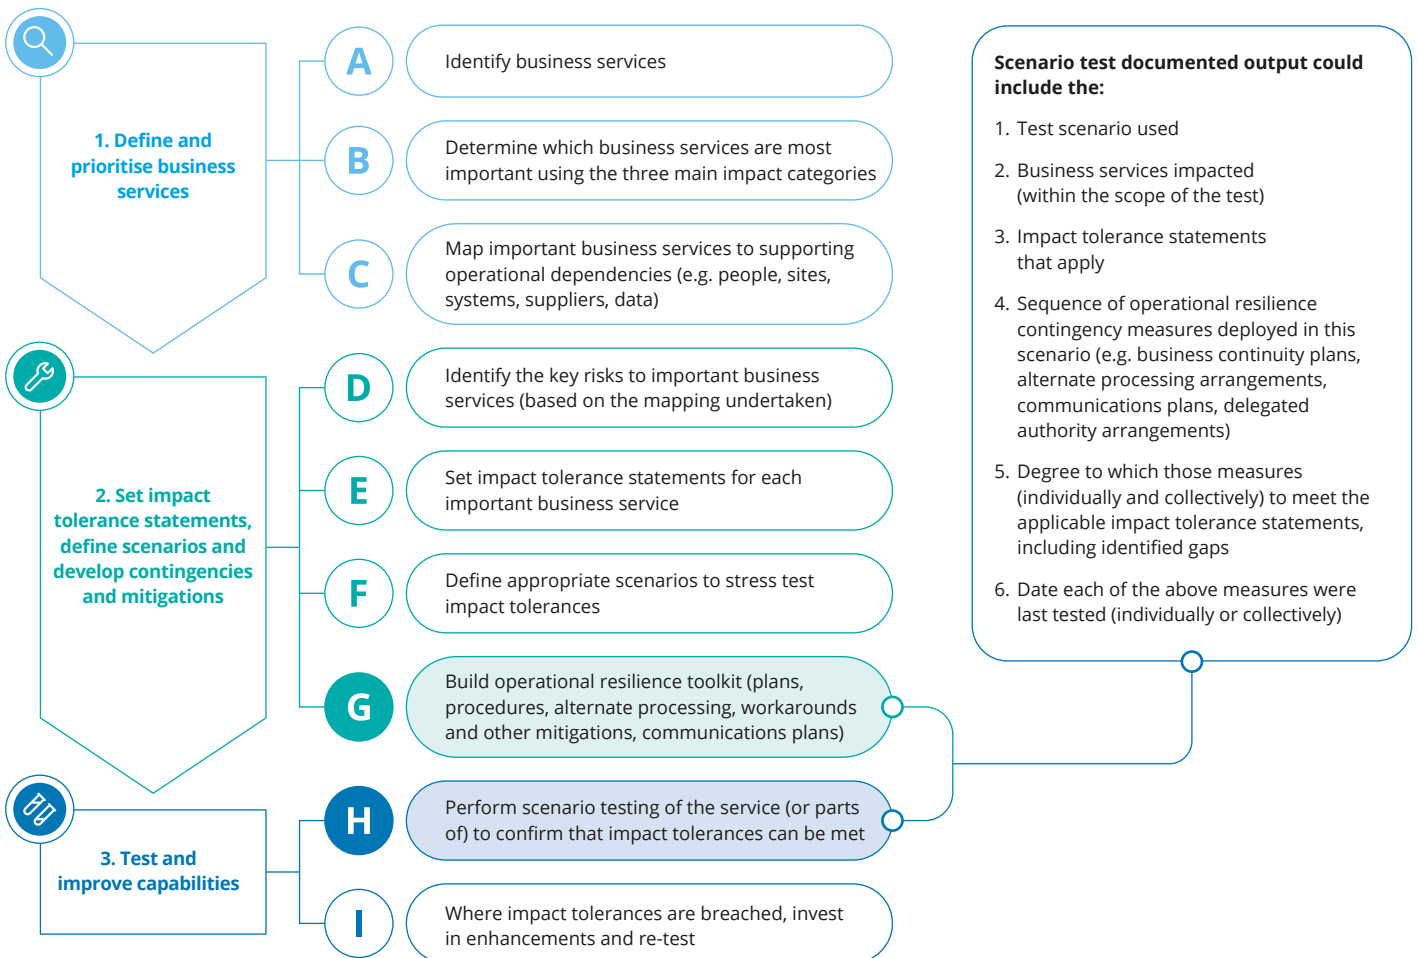 1. Define and
prioritise business
services
A
Identify business services
B
Determine which business services are most
important using the three main impact categories
C
Map important business services to supporting
operational dependencies (e.g. people, sites,
systems, suppliers, data)
2. Set impact
tolerance statements,
define scenarios and
develop contingencies
and mitigations
D
Identify the key risks to important business
services (based on the mapping undertaken)
E
Set impact tolerance statements for each
important business service
F
Define appropriate scenarios to stress test
impact tolerances
G
Build operational resilience toolkit (plans,
procedures, alternate processing, workarounds
and other mitigations, communications plans)
3. Test and
improve capabilities
H
Perform scenario testing of the service (or parts
of) to confirm that impact tolerances can be met
I
Where impact tolerances are breached, invest
in enhancements and re-test
Scenario test documented output could
include the:
1. Test scenario used
2. Business services impacted
(within the scope of the test)
3. Impact tolerance statements
that apply
4. Sequence of operational resilience
contingency measures deployed in this
scenario (e.g. business continuity plans,
alternate processing arrangements,
communications plans, delegated
authority arrangements)
5. Degree to which those measures
(individually and collectively) to meet the
applicable impact tolerance statements,
including identified gaps
6. Date each of the above measures were
last tested (individually or collectively)